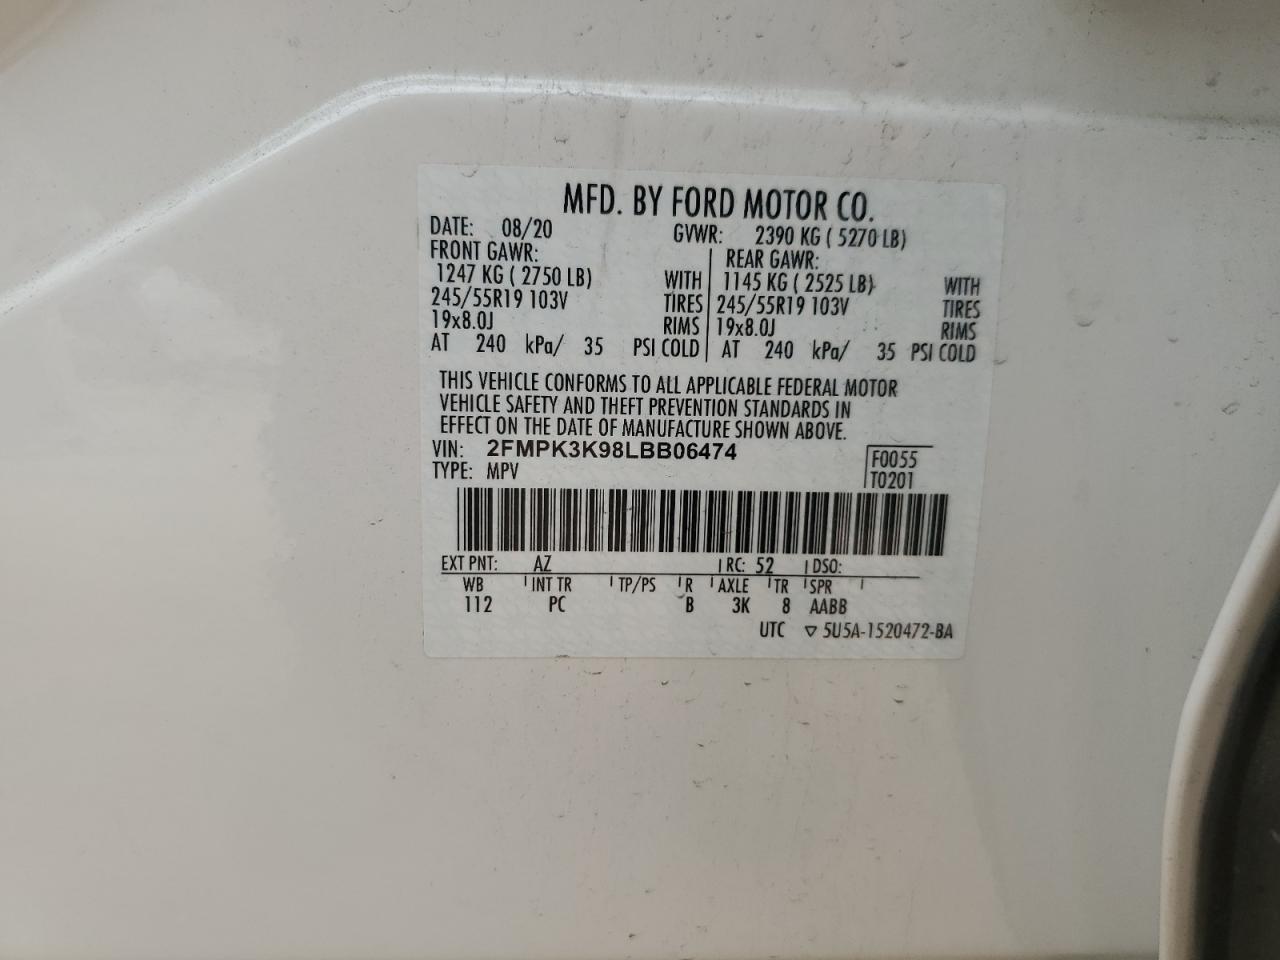 MFD. BY FORD MOTOR CO.
DATE: 08/20 GVWR: 2390 KG ( 5270 LB)
FRONT GAWR: REAR GAWR:
1247 KG ( 2750 LB) WITH 1145 KG ( 2525 LB) WITH
245/55R19 103V TIRES 245/55R19 103V TIRES
19x8.0J RIMS 19x8.0J RIMS
AT 240 kPa/ 35 PSI COLD AT 240 kPa/ 35 PSI COLD
THIS VEHICLE CONFORMS TO ALL APPLICABLE FEDERAL MOTOR
VEHICLE SAFETY AND THEFT PREVENTION STANDARDS IN
EFFECT ON THE DATE OF MANUFACTURE SHOWN ABOVE.
VIN: 2FMPK3K98LBB06474 F0055
TYPE: MPV T0201
EXT PNT: AZ RC: 52 DSO:
WB INT TR TP/PS R AXLE TR SPR
112 PC B 3K 8 AABB
UTC ▽ 5U5A-1520472-BA